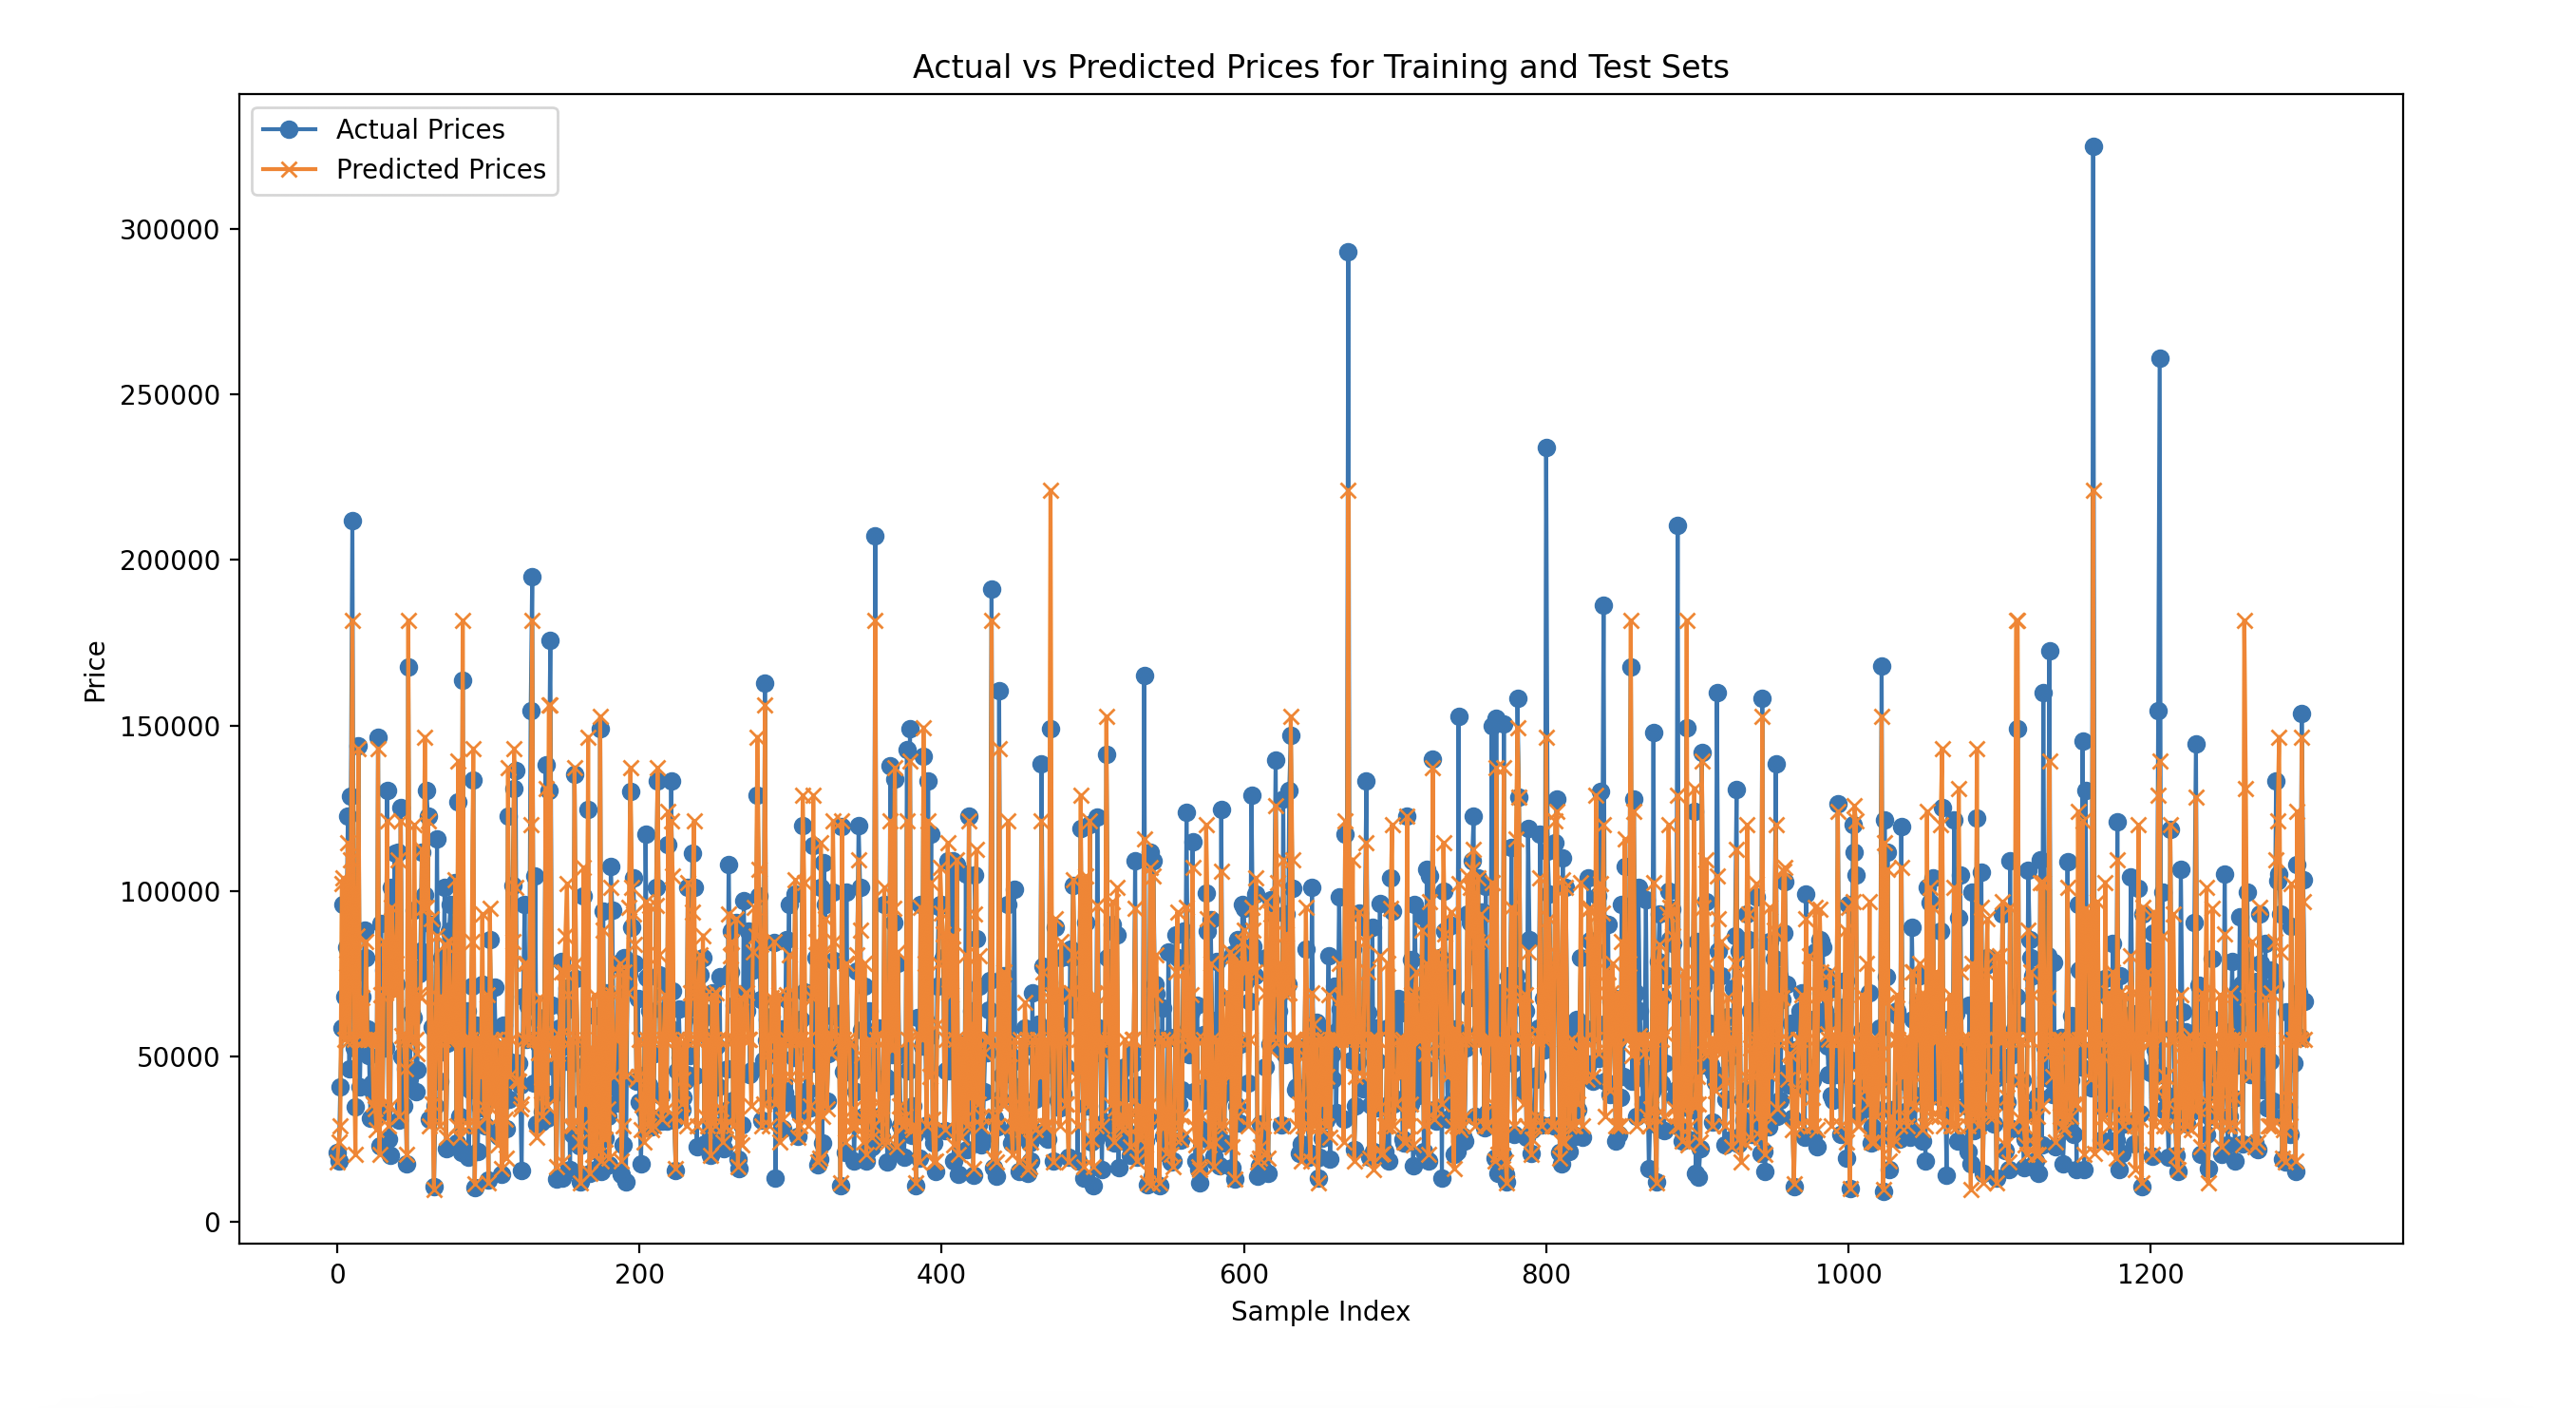 Actual vs Predicted Prices for Training and Test Sets
Actual Prices
Predicted Prices
300000
250000
200000
150000
100000
50000
0
Price
0 200 400 600 800 1000 1200
Sample Index